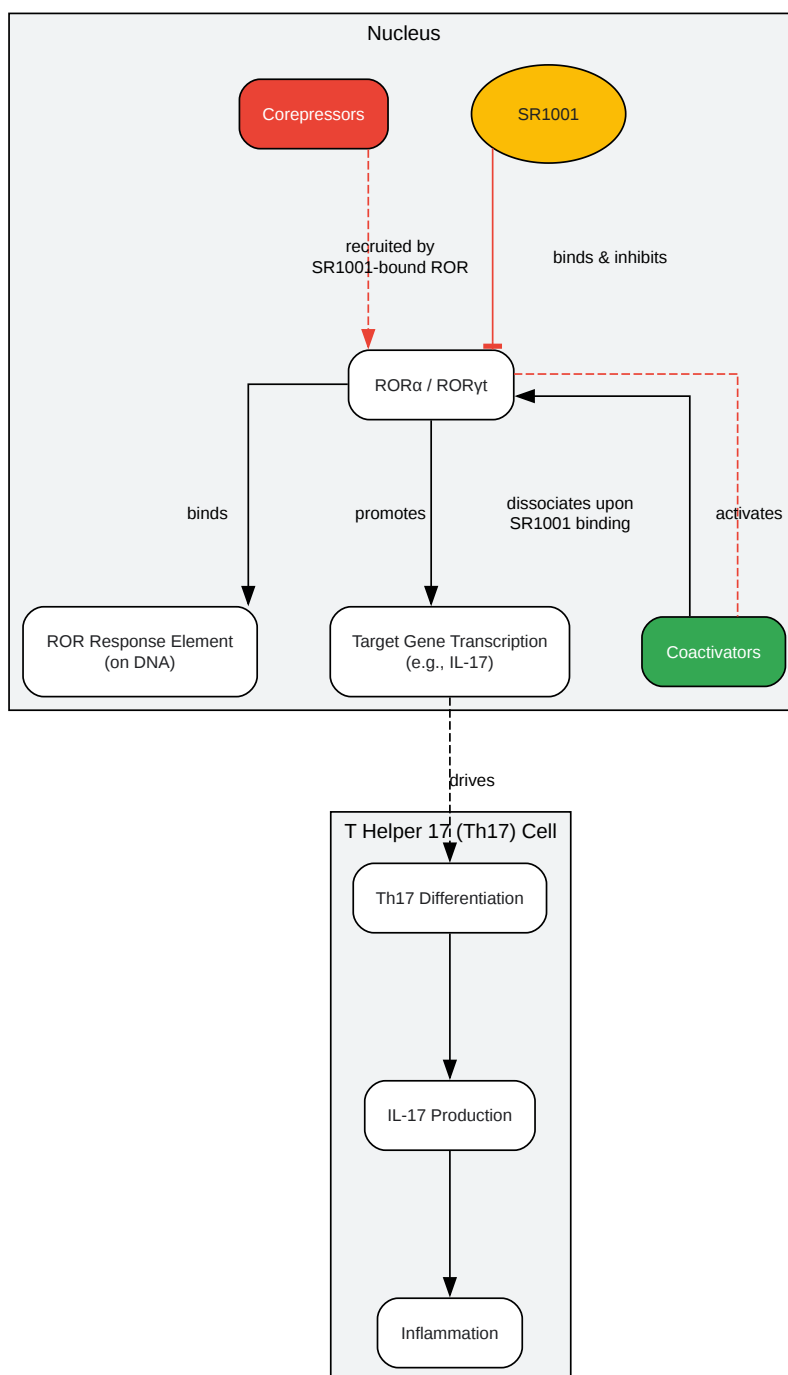 Nucleus
Corepressors
SR1001
recruited by
SR1001-bound ROR
binds & inhibits
RORα / RORγt
binds
promotes
dissociates upon
SR1001 binding
activates
ROR Response Element
(on DNA)
Target Gene Transcription
(e.g., IL-17)
Coactivators
drives
T Helper 17 (Th17) Cell
Th17 Differentiation
IL-17 Production
Inflammation